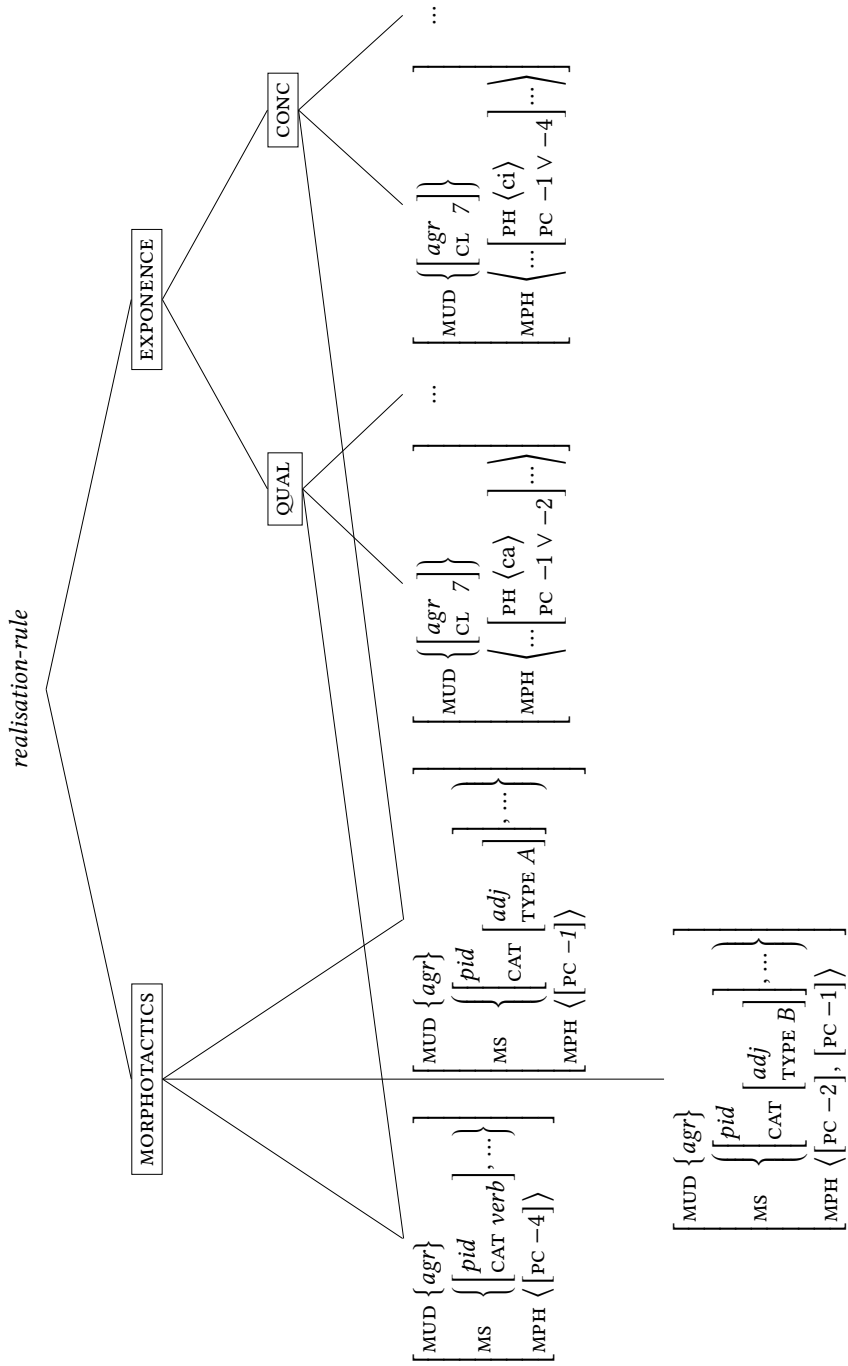 realisation-rule
MORPHOTACTICS
EXPONENCE
QUAL
CONC
MUD {agr}
MS {[pid
CAT verb], ...}
MPH ⟨[PC −4]⟩
MUD {agr}
MS {[pid
CAT [adj
TYPE A]], ...}
MPH ⟨[PC −1]⟩
MUD {[agr
CL 7]}
MPH ⟨... [PH ⟨ca⟩
PC −1 ∨ −2] ...⟩
...
MUD {[agr
CL 7]}
MPH ⟨... [PH ⟨ci⟩
PC −1 ∨ −4] ...⟩
...
MUD {agr}
MS {[pid
CAT [adj
TYPE B]], ...}
MPH ⟨[PC −2], [PC −1]⟩